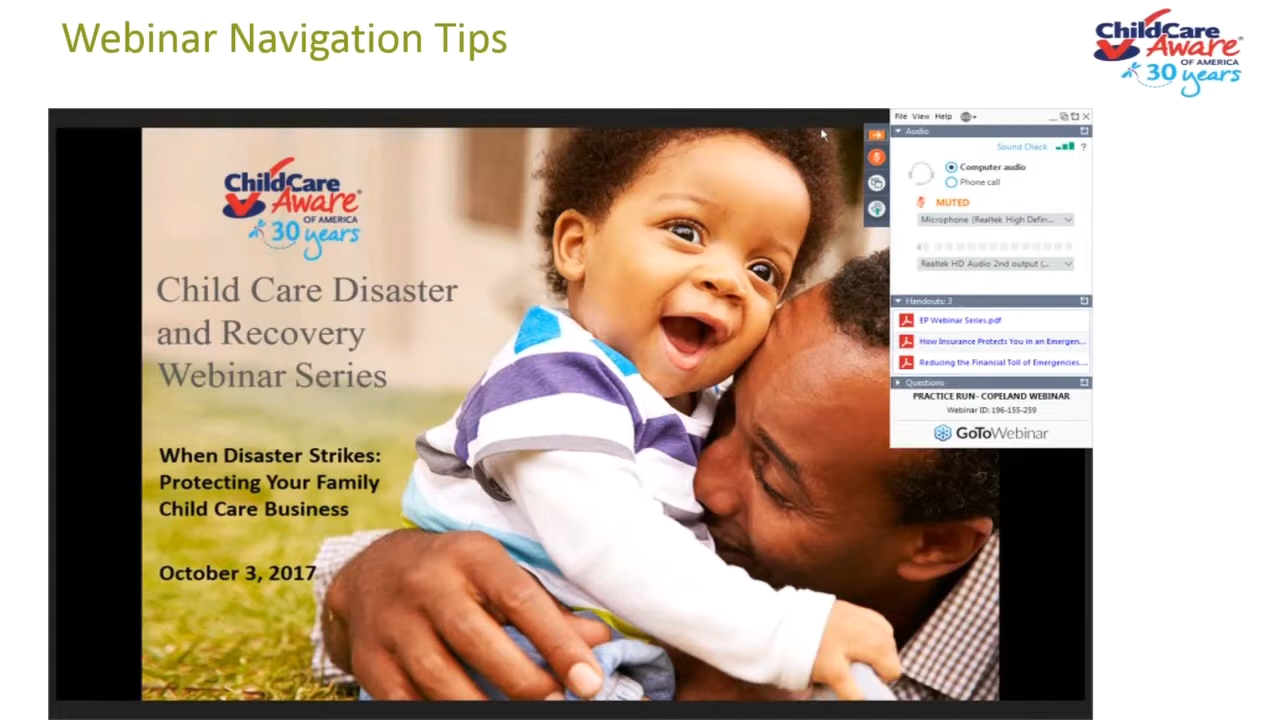 Webinar Navigation Tips
ChildCare
Aware®
OF AMERICA
30 years
ChildCare
Aware®
OF AMERICA
30 years
Child Care Disaster
and Recovery
Webinar Series
When Disaster Strikes:
Protecting Your Family
Child Care Business
October 3, 2017
File View Help
Audio
Sound Check ?
Computer audio
Phone call
MUTED
Microphone (Realtek High Defin...
Realtek HD Audio 2nd output (...
Handouts: 3
EP Webinar Series.pdf
How Insurance Protects You in an Emergen...
Reducing the Financial Toll of Emergencies....
Questions
PRACTICE RUN- COPELAND WEBINAR
Webinar ID: 196-155-259
GoToWebinar